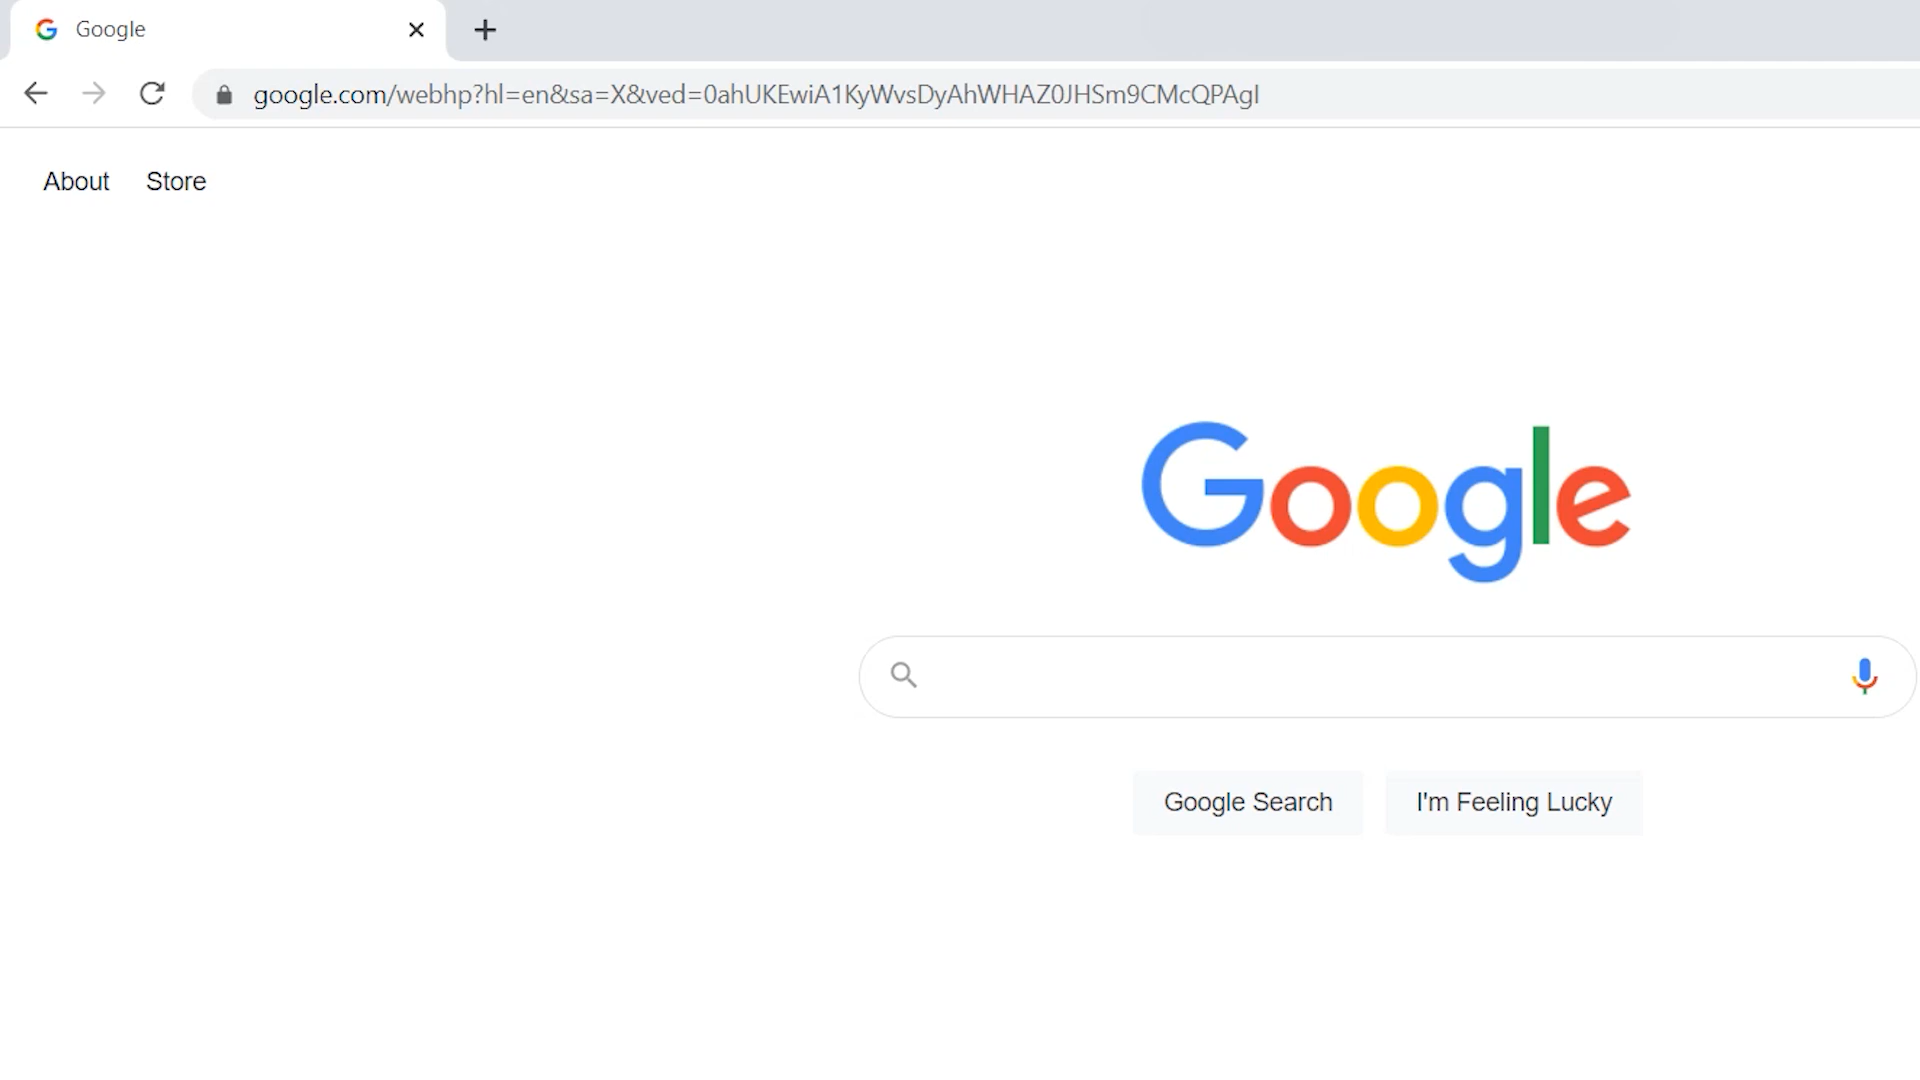 Google
google.com/webhp?hl=en&sa=X&ved=0ahUKEwiA1KyWvsDyAhWHAZ0JHSm9CMcQPAgI
About Store
Google
Google Search I'm Feeling Lucky